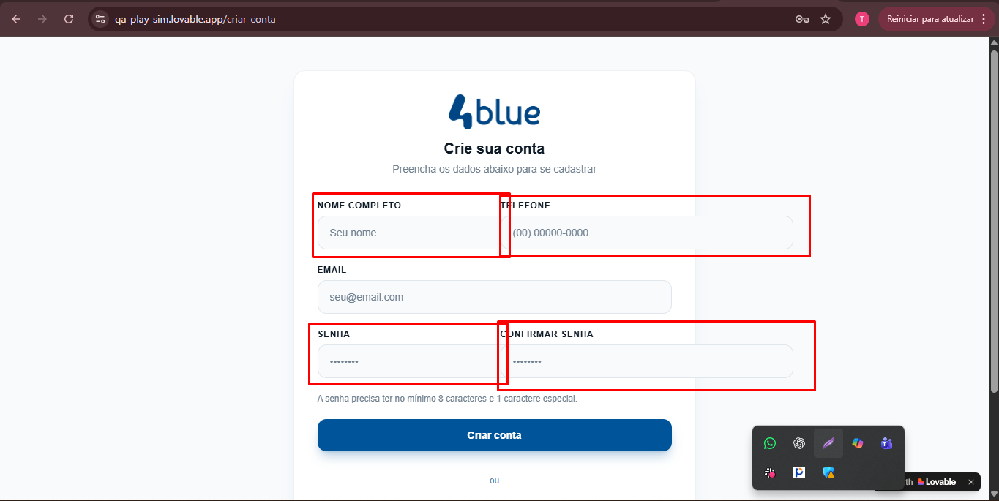 qa-play-sim.lovable.app/criar-conta
T
Reiniciar para atualizar
4blue
Crie sua conta
Preencha os dados abaixo para se cadastrar
NOME COMPLETO
TELEFONE
Seu nome
(00) 00000-0000
EMAIL
seu@email.com
SENHA
CONFIRMAR SENHA
••••••••
••••••••
A senha precisa ter no mínimo 8 caracteres e 1 caractere especial.
Criar conta
ou
Lovable